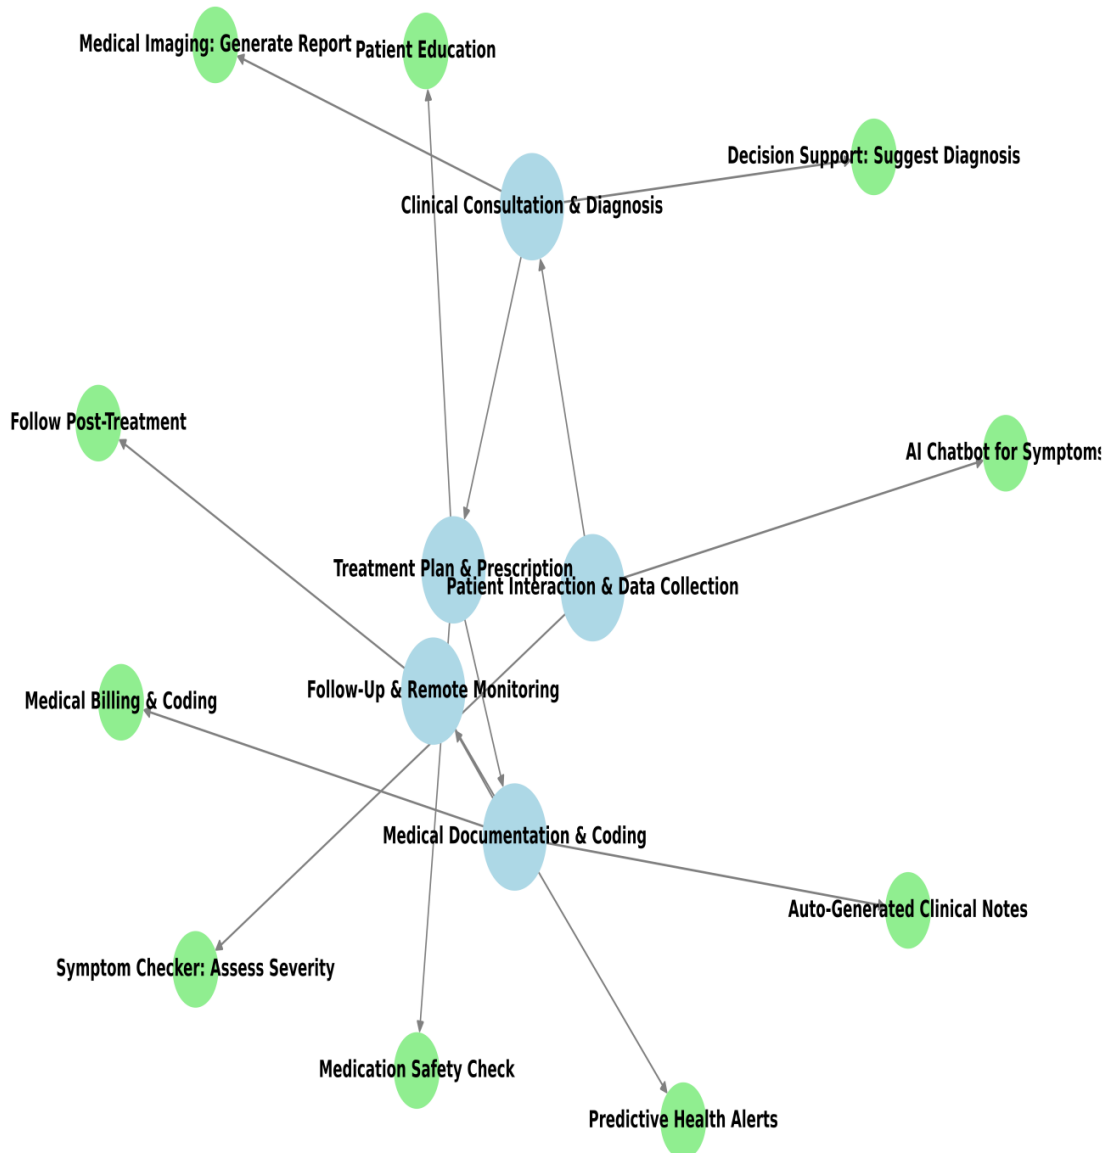 Medical Imaging: Generate Report
Patient Education
Decision Support: Suggest Diagnosis
Clinical Consultation & Diagnosis
Follow Post-Treatment
AI Chatbot for Symptoms
Treatment Plan & Prescription
Patient Interaction & Data Collection
Follow-Up & Remote Monitoring
Medical Billing & Coding
Medical Documentation & Coding
Auto-Generated Clinical Notes
Symptom Checker: Assess Severity
Medication Safety Check
Predictive Health Alerts